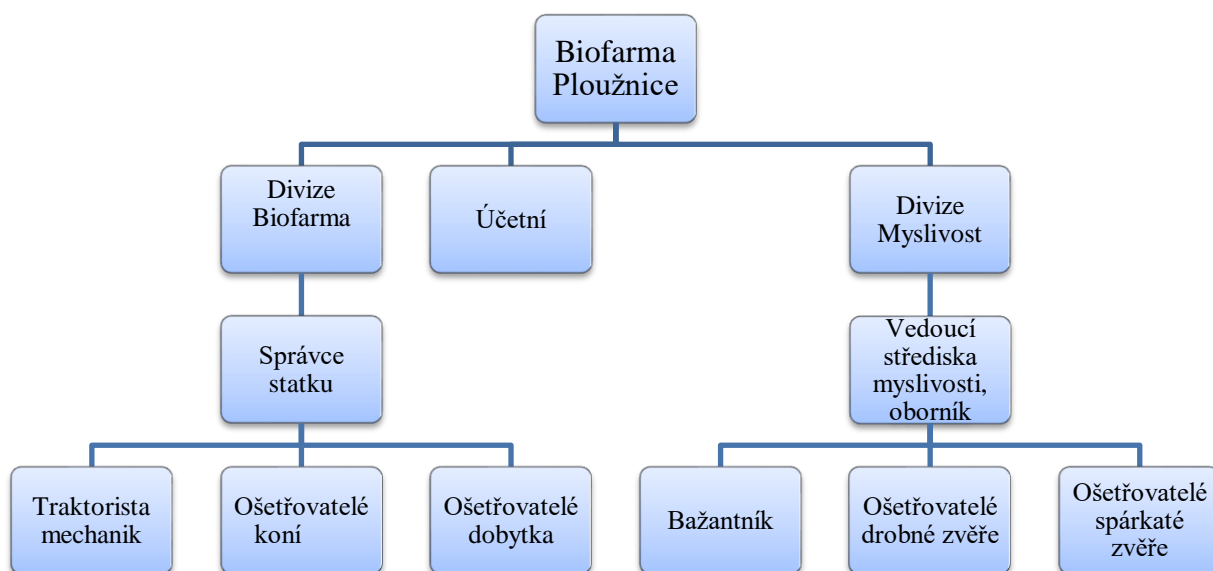 Biofarma
Ploužnice
Divize
Biofarma
Účetní
Divize
Myslivost
Správce
statku
Vedoucí
střediska
myslivosti,
oborník
Traktorista
mechanik
Ošetřovatelé
koní
Ošetřovatelé
dobytka
Bažantník
Ošetřovatelé
drobné zvěře
Ošetřovatelé
spárkaté
zvěře